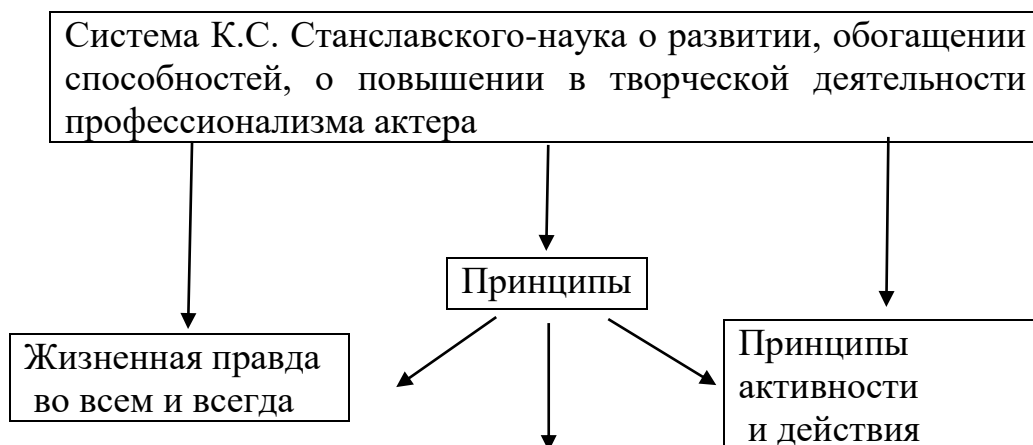 Система К.С. Станславского-наука о развитии, обогащении
способностей, о повышении в творческой деятельности
профессионализма актера
Принципы
Жизненная правда
во всем и всегда
Принципы
активности
и действия